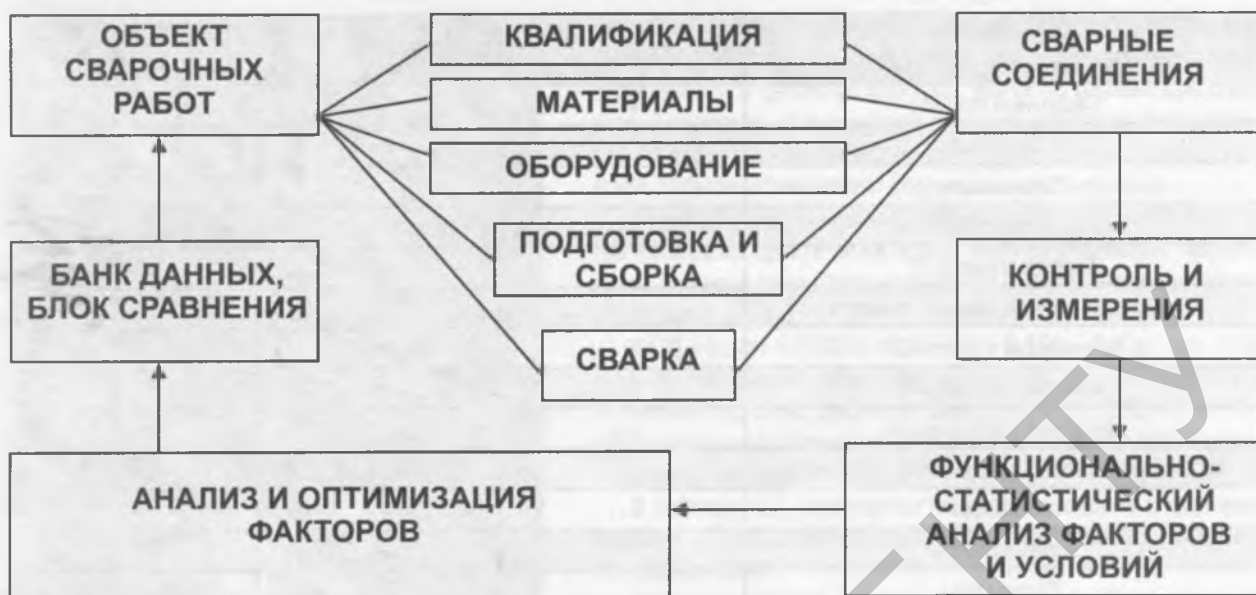 ОБЪЕКТ
СВАРОЧНЫХ
РАБОТ
КВАЛИФИКАЦИЯ
МАТЕРИАЛЫ
ОБОРУДОВАНИЕ
ПОДГОТОВКА И
СБОРКА
СВАРКА
СВАРНЫЕ
СОЕДИНЕНИЯ
КОНТРОЛЬ И
ИЗМЕРЕНИЯ
ФУНКЦИОНАЛЬНО-
СТАТИСТИЧЕСКИЙ
АНАЛИЗ ФАКТОРОВ
И УСЛОВИЙ
АНАЛИЗ И ОПТИМИЗАЦИЯ
ФАКТОРОВ
БАНК ДАННЫХ,
БЛОК СРАВНЕНИЯ
НТУ